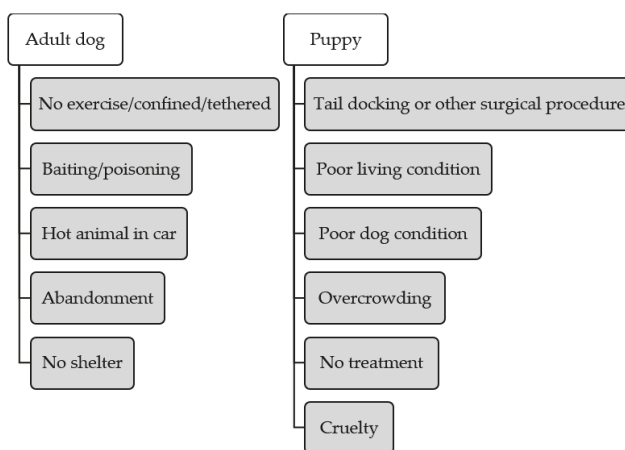 Adult dog
No exercise/confined/tethered
Baiting/poisoning
Hot animal in car
Abandonment
No shelter
Puppy
Tail docking or other surgical procedure
Poor living condition
Poor dog condition
Overcrowding
No treatment
Cruelty